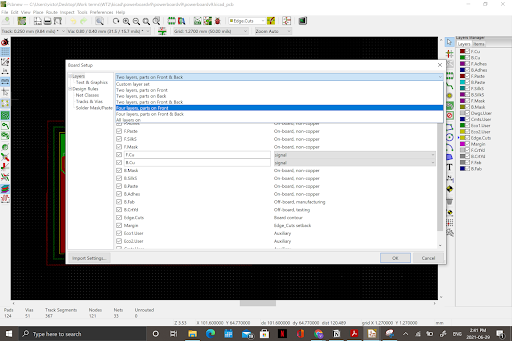 File Edit View Place Route Inspect Tools Preferences Help
Edge.Cuts
Track: 0.250 mm (9.84 mils) *
Via: 0.80 / 0.40 mm (31.5 / 15.7 mils) *
Grid: 1.2700 mm (50.00 mils)
Zoom Auto
Board Setup
Layers
Text & Graphics
Design Rules
Net Classes
Tracks & Vias
Solder Mask/Paste
Two layers, parts on Front & Back
Custom layer set
Two layers, parts on Front
Two layers, parts on Back
Two layers, parts on Front & Back
Four layers, parts on Front
Four layers, parts on Front & Back
All layers on
F.Paste On-board, non-copper
F.SilkS On-board, non-copper
F.Mask On-board, non-copper
F.Cu signal
B.Cu signal
B.Mask On-board, non-copper
B.SilkS On-board, non-copper
B.Paste On-board, non-copper
B.Adhes On-board, non-copper
B.Fab Off-board, manufacturing
B.CrtYd Off-board, testing
Edge.Cuts Board contour
Margin Edge_Cuts setback
Eco1.User Auxiliary
Eco2.User Auxiliary
Import Settings...
OK
Cancel
Layers Manager
Layers Items
F.Cu
B.Cu
F.Adhes
B.Adhes
F.Paste
B.Paste
F.SilkS
B.SilkS
F.Mask
B.Mask
Dwgs.User
Cmts.User
Eco1.User
Eco2.User
Edge.Cuts
Margin
F.CrtYd
B.CrtYd
F.Fab
B.Fab
Pads Vias Track Segments Nodes Nets Unrouted
124 51 367 121 33 0
Z 3.53
X 101.600000 Y 64.770000
dx 101.600000 dy 64.770000 dist 120.489
grid X 1.270000 Y 1.270000
mm
Type here to search
ENG
2:41 PM
2021-06-29